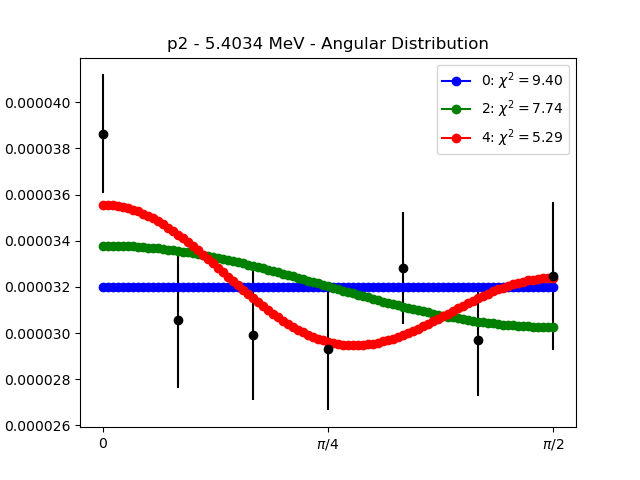 p2 - 5.4034 MeV - Angular Distribution
0: χ² = 9.40
2: χ² = 7.74
4: χ² = 5.29
0.000040
0.000038
0.000036
0.000034
0.000032
0.000030
0.000028
0.000026
0
π/4
π/2